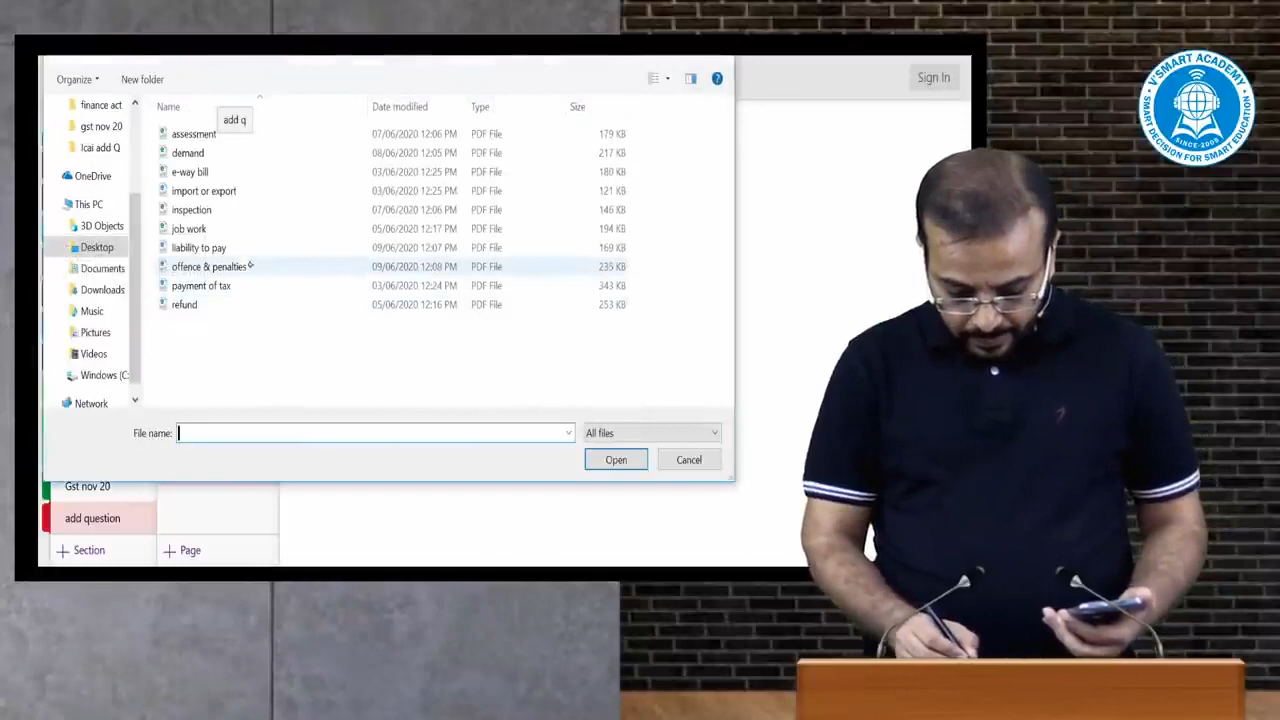 Organize
New folder
Sign In
finance act
gst nov 20
Icai add Q
OneDrive
This PC
3D Objects
Desktop
Documents
Downloads
Music
Pictures
Videos
Windows (C:
Network
Name
Date modified
Type
Size
add q
assessment 07/06/2020 12:06 PM PDF File 179 KB
demand 08/06/2020 12:05 PM PDF File 217 KB
e-way bill 03/06/2020 12:25 PM PDF File 180 KB
import or export 03/06/2020 12:25 PM PDF File 121 KB
inspection 07/06/2020 12:06 PM PDF File 146 KB
job work 05/06/2020 12:17 PM PDF File 194 KB
liability to pay 09/06/2020 12:07 PM PDF File 169 KB
offence & penalties 09/06/2020 12:08 PM PDF File 235 KB
payment of tax 03/06/2020 12:24 PM PDF File 343 KB
refund 05/06/2020 12:16 PM PDF File 253 KB
File name:
All files
Open
Cancel
Gst nov 20
add question
+ Section
+ Page
V'SMART ACADEMY
SINCE-2005
SMART DECISION FOR SMART EDUCATION